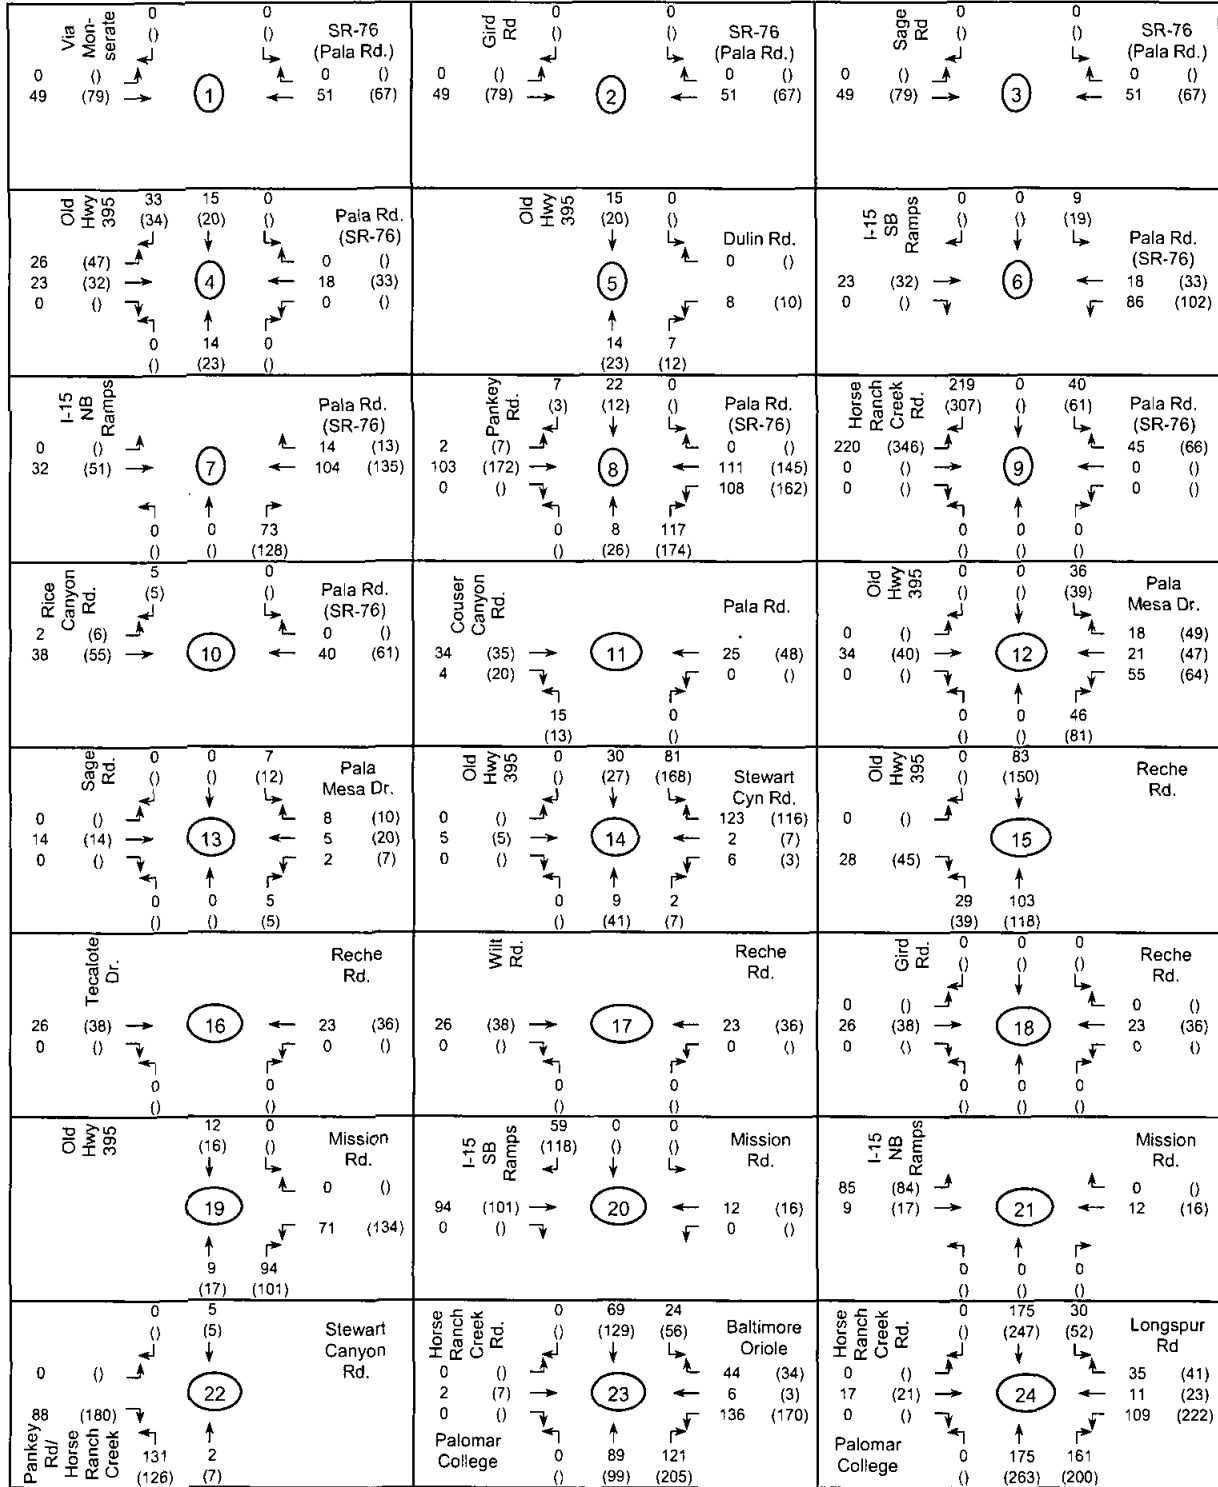 Via Mon- serate
0 0
() ()
SR-76
(Pala Rd.)
0 () 0 ()
49 (79) 1 51 (67)
Gird Rd
0 0
() ()
SR-76
(Pala Rd.)
0 () 0 ()
49 (79) 2 51 (67)
Sage Rd
0 0
() ()
SR-76
(Pala Rd.)
0 () 0 ()
49 (79) 3 51 (67)
Old Hwy 395
33 15 0
(34) (20) ()
Pala Rd.
(SR-76)
26 (47) 0 ()
23 (32) 4 18 (33)
0 () 0 ()
0 14 0
() (23) ()
Old Hwy 395
15 0
(20) ()
Dulin Rd.
0 ()
5
8 (10)
14 7
(23) (12)
I-15 SB Ramps
0 0 9
() () (19)
Pala Rd.
(SR-76)
23 (32) 6 18 (33)
0 () 86 (102)
I-15 NB Ramps
Pala Rd.
(SR-76)
0 () 14 (13)
32 (51) 7 104 (135)
0 0 73
() () (128)
Pankey Rd.
7 22 0
(3) (12) ()
Pala Rd.
(SR-76)
2 (7) 0 ()
103 (172) 8 111 (145)
0 () 108 (162)
0 8 117
() (26) (174)
Horse Ranch Creek Rd.
219 0 40
(307) () (61)
Pala Rd.
(SR-76)
220 (346) 45 (66)
0 () 9 0 ()
0 () 0 ()
0 0 0
() () ()
Rice Canyon Rd.
5 0
(5) ()
Pala Rd.
(SR-76)
2 (6) 0 ()
38 (55) 10 40 (61)
Couser Canyon Rd.
Pala Rd.
34 (35) 11 25 (48)
4 (20) 0 ()
15 0
(13) ()
Old Hwy 395
0 0 36
() () (39)
Pala
Mesa Dr.
0 () 18 (49)
34 (40) 12 21 (47)
0 () 55 (64)
0 0 46
() () (81)
Sage Rd.
0 0 7
() () (12)
Pala
Mesa Dr.
0 () 8 (10)
14 (14) 13 5 (20)
0 () 2 (7)
0 0 5
() () (5)
Old Hwy 395
0 30 81
() (27) (168)
Stewart
Cyn Rd.
0 () 123 (116)
5 (5) 14 2 (7)
0 () 6 (3)
0 9 2
() (41) (7)
Old Hwy 395
0 83
() (150)
Reche
Rd.
0 ()
15
28 (45)
29 103
(39) (118)
Tecalote Dr.
Reche
Rd.
26 (38) 16 23 (36)
0 () 0 ()
0 0
() ()
Wilt Rd.
Reche
Rd.
26 (38) 17 23 (36)
0 () 0 ()
0 0
() ()
Gird Rd.
0 0 0
() () ()
Reche
Rd.
0 () 0 ()
26 (38) 18 23 (36)
0 () 0 ()
0 0 0
() () ()
Old Hwy 395
12 0
(16) ()
Mission
Rd.
0 ()
19
71 (134)
9 94
(17) (101)
I-15 SB Ramps
59 0 0
(118) () ()
Mission
Rd.
94 (101) 20 12 (16)
0 () 0 ()
I-15 NB Ramps
Mission
Rd.
85 (84) 0 ()
9 (17) 21 12 (16)
0 0 0
() () ()
0 5
() (5)
Stewart
Canyon
Rd.
0 ()
22
88 (180)
Pankey Rd/ Horse Ranch Creek
131 2
(126) (7)
Horse Ranch Creek Rd.
0 69 24
() (129) (56)
Baltimore
Oriole
0 () 44 (34)
2 (7) 23 6 (3)
0 () 136 (170)
Palomar
College
0 89 121
() (99) (205)
Horse Ranch Creek Rd.
0 175 30
() (247) (52)
Longspur
Rd
0 () 35 (41)
17 (21) 24 11 (23)
0 () 109 (222)
Palomar
College
0 175 161
() (263) (200)